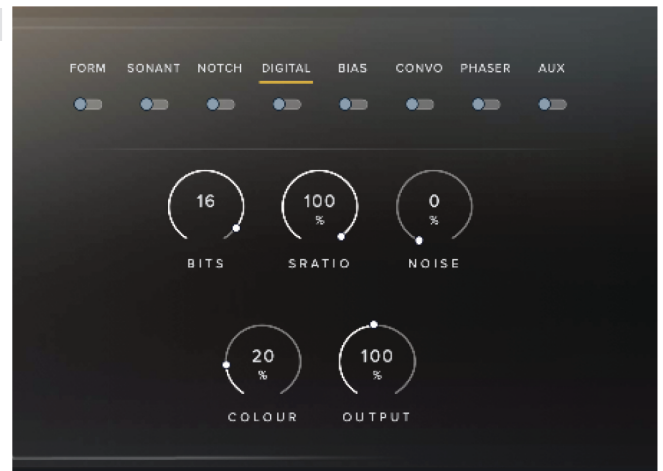 FORM SONANT NOTCH DIGITAL BIAS CONVO PHASER AUX
16 100 0
% %
BITS SRATIO NOISE
20 100
% %
COLOUR OUTPUT